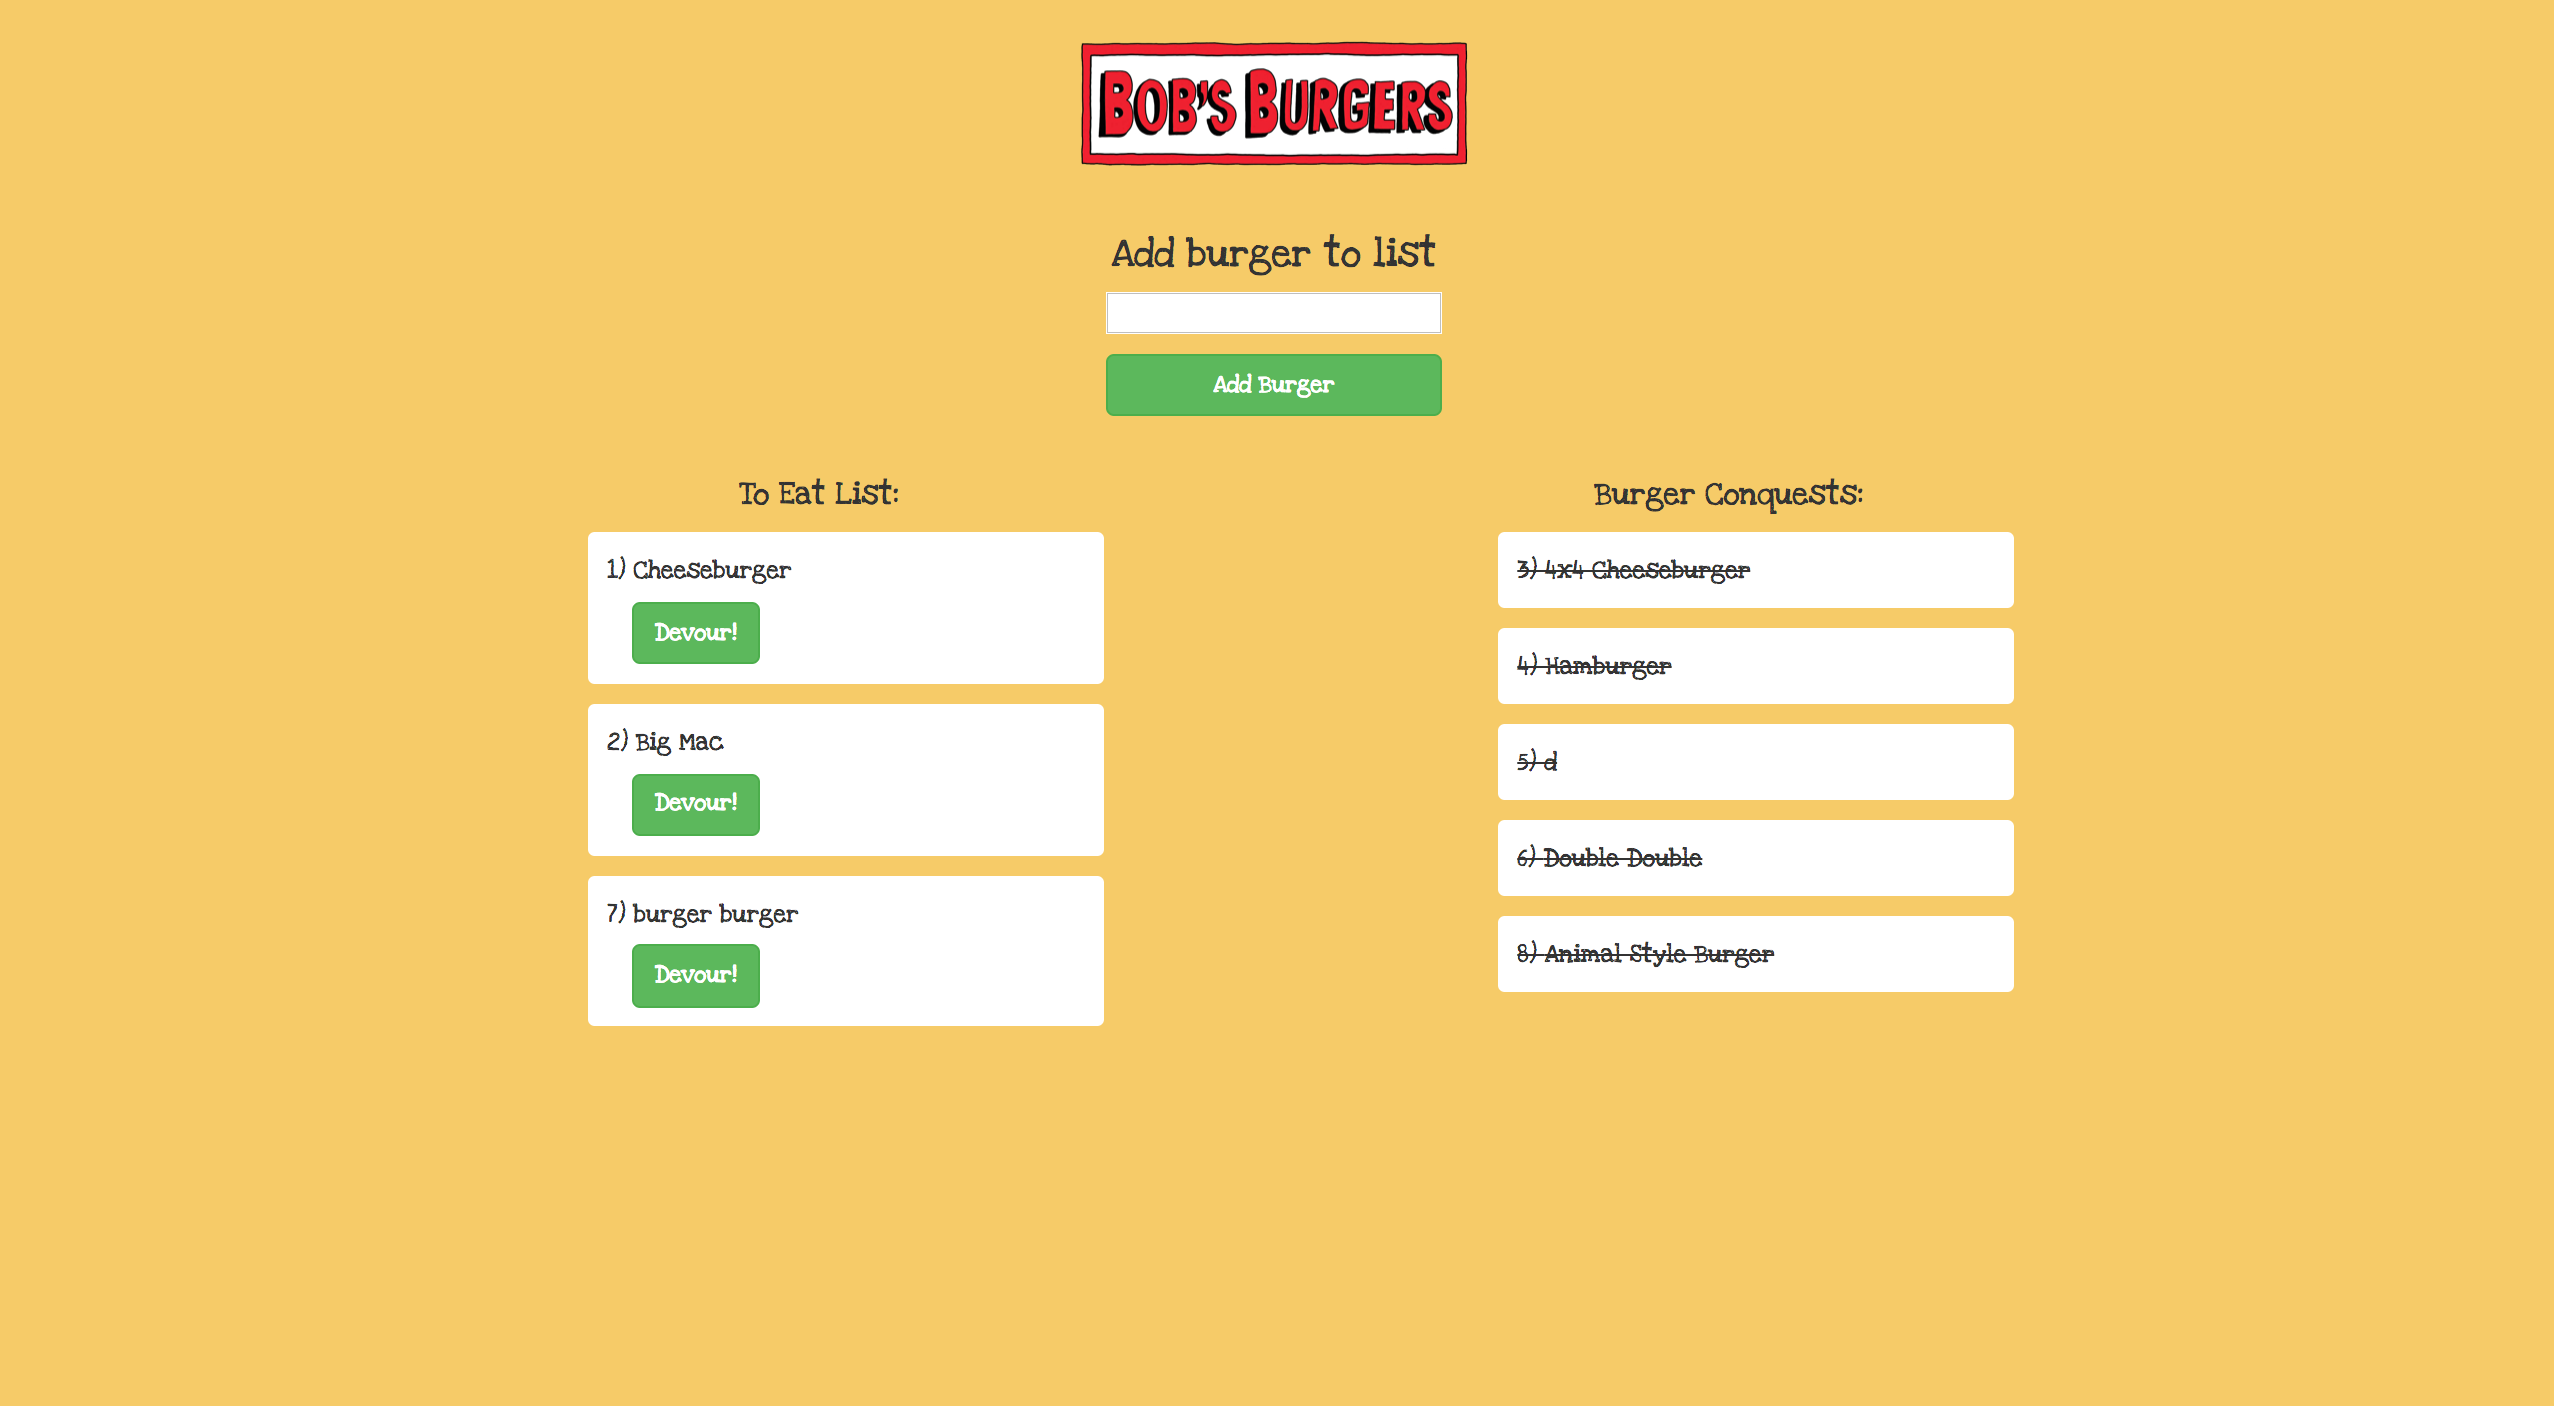 BOB'S BURGERS
Add burger to list
Add Burger
To Eat List:
1) Cheeseburger
Devour!
2) Big Mac
Devour!
7) burger burger
Devour!
Burger Conquests:
3) 4x4 Cheeseburger
4) Hamburger
5) d
6) Double Double
8) Animal Style Burger